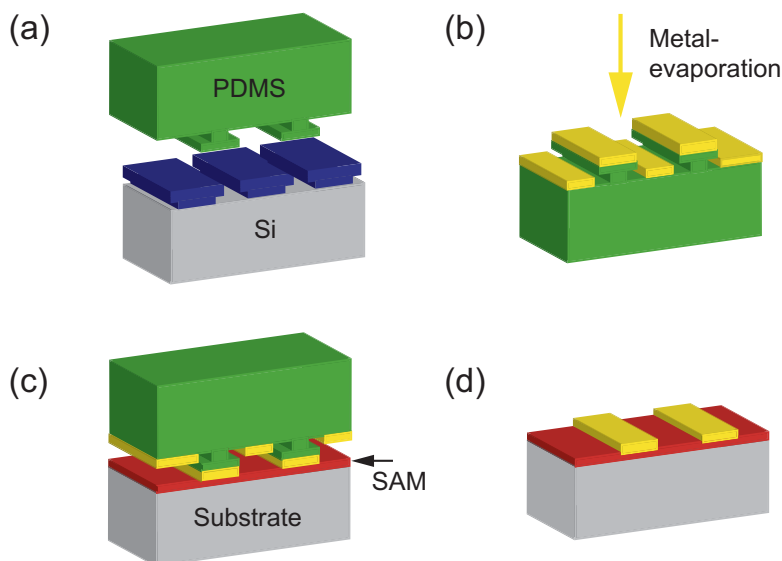 (a)
PDMS
Si
(b)
Metal-
evaporation
(c)
SAM
Substrate
(d)